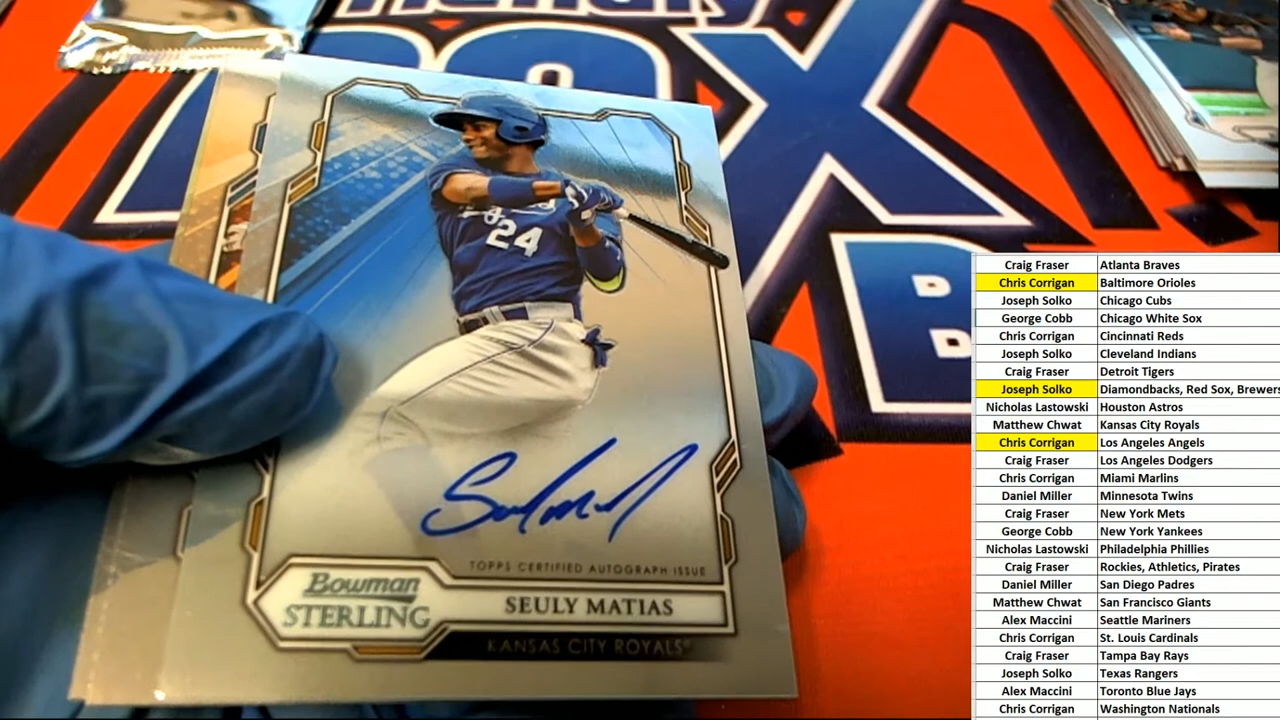 BOX
B
24
TOPPS CERTIFIED AUTOGRAPH ISSUE
Bowman
STERLING
SEULY MATIAS
KANSAS CITY ROYALS®
Craig Fraser Atlanta Braves
Chris Corrigan Baltimore Orioles
Joseph Solko Chicago Cubs
George Cobb Chicago White Sox
Chris Corrigan Cincinnati Reds
Joseph Solko Cleveland Indians
Craig Fraser Detroit Tigers
Joseph Solko Diamondbacks, Red Sox, Brewers
Nicholas Lastowski Houston Astros
Matthew Chwat Kansas City Royals
Chris Corrigan Los Angeles Angels
Craig Fraser Los Angeles Dodgers
Chris Corrigan Miami Marlins
Daniel Miller Minnesota Twins
Craig Fraser New York Mets
George Cobb New York Yankees
Nicholas Lastowski Philadelphia Phillies
Craig Fraser Rockies, Athletics, Pirates
Daniel Miller San Diego Padres
Matthew Chwat San Francisco Giants
Alex Maccini Seattle Mariners
Chris Corrigan St. Louis Cardinals
Craig Fraser Tampa Bay Rays
Joseph Solko Texas Rangers
Alex Maccini Toronto Blue Jays
Chris Corrigan Washington Nationals